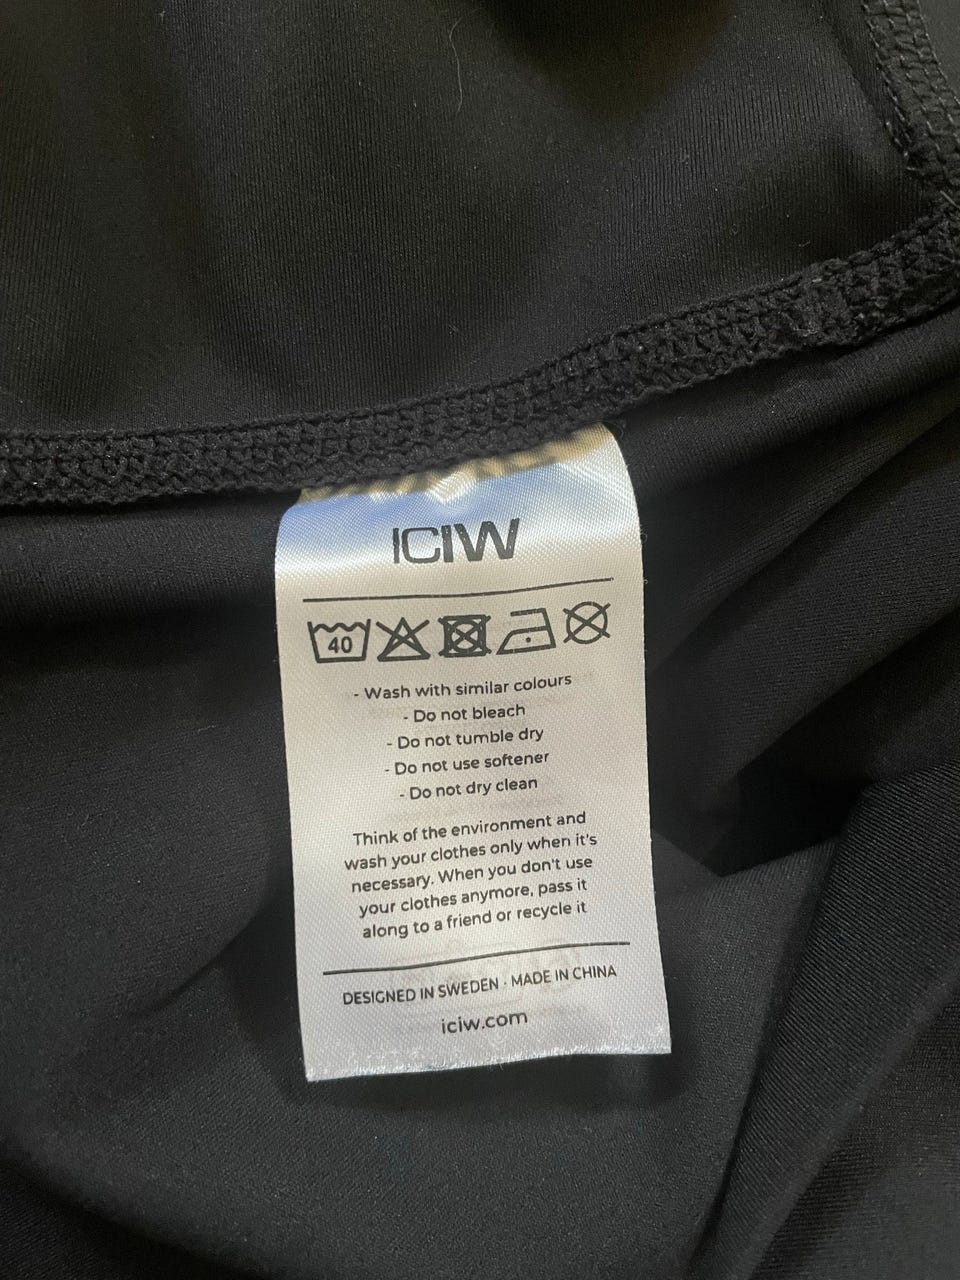 ICIW
40
- Wash with similar colours
- Do not bleach
- Do not tumble dry
- Do not use softener
- Do not dry clean
Think of the environment and
wash your clothes only when it's
necessary. When you don't use
your clothes anymore, pass it
along to a friend or recycle it
DESIGNED IN SWEDEN · MADE IN CHINA
iciw.com